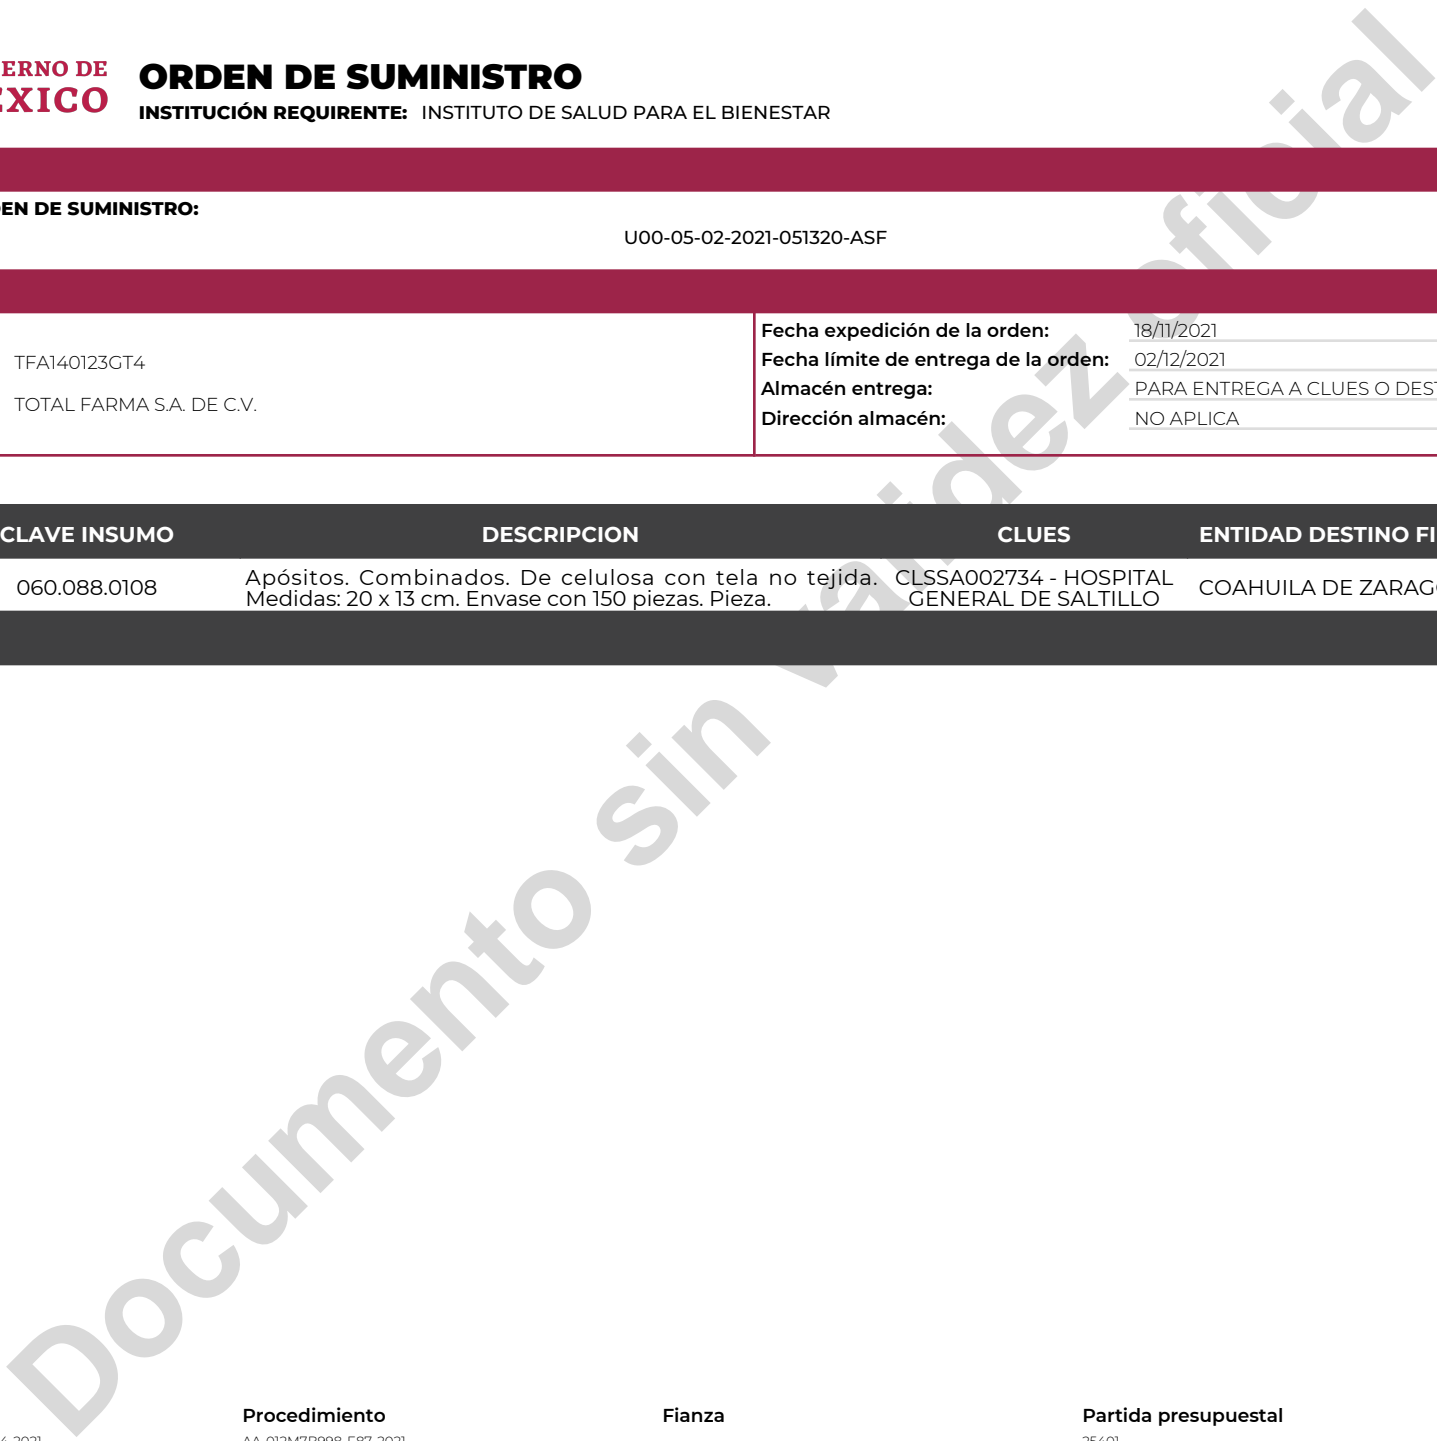 ERNO DE
XICO
ORDEN DE SUMINISTRO
INSTITUCIÓN REQUIRENTE: INSTITUTO DE SALUD PARA EL BIENESTAR
EN DE SUMINISTRO:
U00-05-02-2021-051320-ASF
TFA140123GT4
TOTAL FARMA S.A. DE C.V.
Fecha expedición de la orden: 18/11/2021
Fecha límite de entrega de la orden: 02/12/2021
Almacén entrega: PARA ENTREGA A CLUES O DEST
Dirección almacén: NO APLICA
CLAVE INSUMO DESCRIPCION CLUES ENTIDAD DESTINO FI
060.088.0108
Apósitos. Combinados. De celulosa con tela no tejida.
Medidas: 20 x 13 cm. Envase con 150 piezas. Pieza.
CLSSA002734 - HOSPITAL
GENERAL DE SALTILLO
COAHUILA DE ZARAG
Documento sin validez oficial
Procedimiento Fianza Partida presupuestal